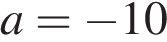 a = −10